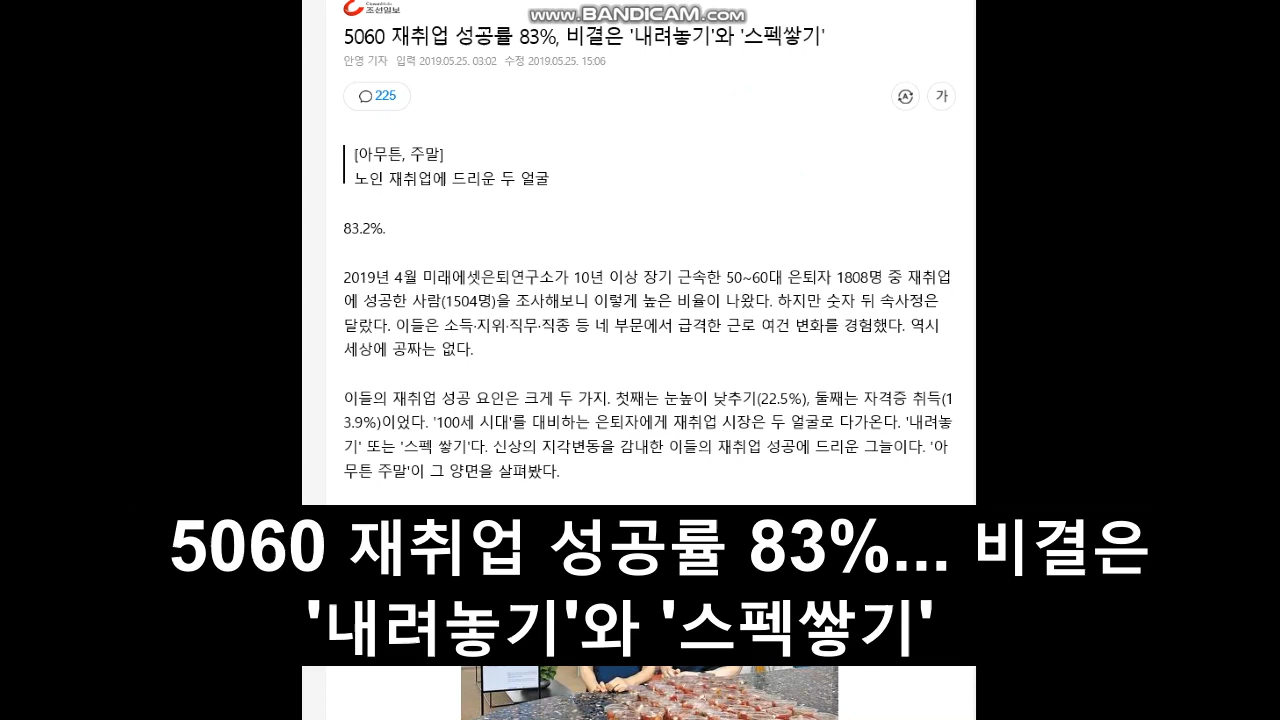 조선일보
www.BANDICAM.com
5060 재취업 성공률 83%, 비결은 '내려놓기'와 '스펙쌓기'
안영 기자 입력 2019.05.25. 03:02 수정 2019.05.25. 15:06
225
가
[아무튼, 주말]
노인 재취업에 드리운 두 얼굴
83.2%.
2019년 4월 미래에셋은퇴연구소가 10년 이상 장기 근속한 50~60대 은퇴자 1808명 중 재취업
에 성공한 사람(1504명)을 조사해보니 이렇게 높은 비율이 나왔다. 하지만 숫자 뒤 속사정은
달랐다. 이들은 소득·지위·직무·직종 등 네 부문에서 급격한 근로 여건 변화를 경험했다. 역시
세상에 공짜는 없다.
이들의 재취업 성공 요인은 크게 두 가지. 첫째는 눈높이 낮추기(22.5%), 둘째는 자격증 취득(1
3.9%)이었다. '100세 시대'를 대비하는 은퇴자에게 재취업 시장은 두 얼굴로 다가온다. '내려놓
기' 또는 '스펙 쌓기'다. 신상의 지각변동을 감내한 이들의 재취업 성공에 드리운 그늘이다. '아
무튼 주말'이 그 양면을 살펴봤다.
5060 재취업 성공률 83%... 비결은
'내려놓기'와 '스펙쌓기'